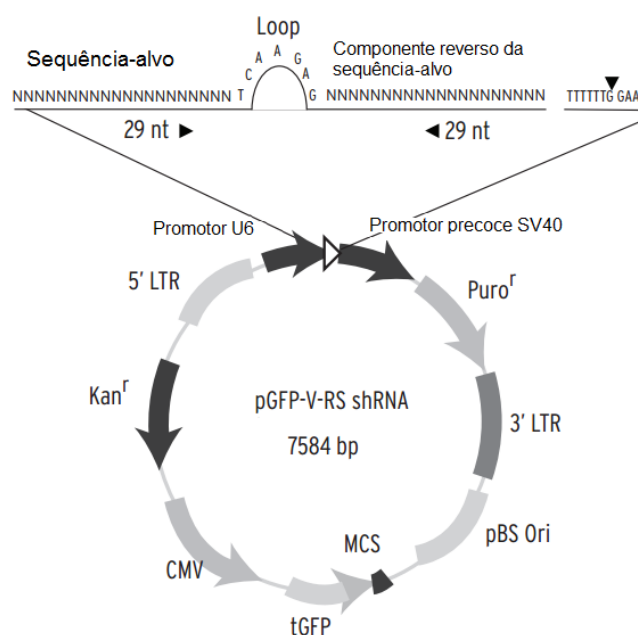 Loop
Sequência-alvo
Componente reverso da
sequência-alvo
NNNNNNNNNNNNNNNNNNNNN T C A A G A G NNNNNNNNNNNNNNNNNNNNN TTTTTTG GAA
29 nt ►
◄ 29 nt
Promotor U6
Promotor precoce SV40
5' LTR
Puro^r
Kan^r
pGFP-V-RS shRNA
7584 bp
3' LTR
pBS Ori
MCS
CMV
tGFP